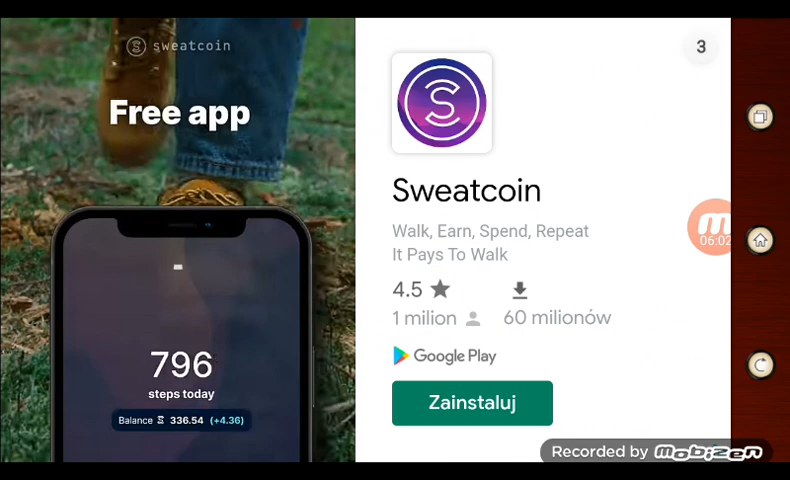 sweatcoin
Free app
796
steps today
Balance 336.54 (+4.36)
3
Sweatcoin
Walk, Earn, Spend, Repeat
It Pays To Walk
4.5
1 milion
60 milionów
Google Play
Zainstaluj
06:02
Recorded by
mobizen